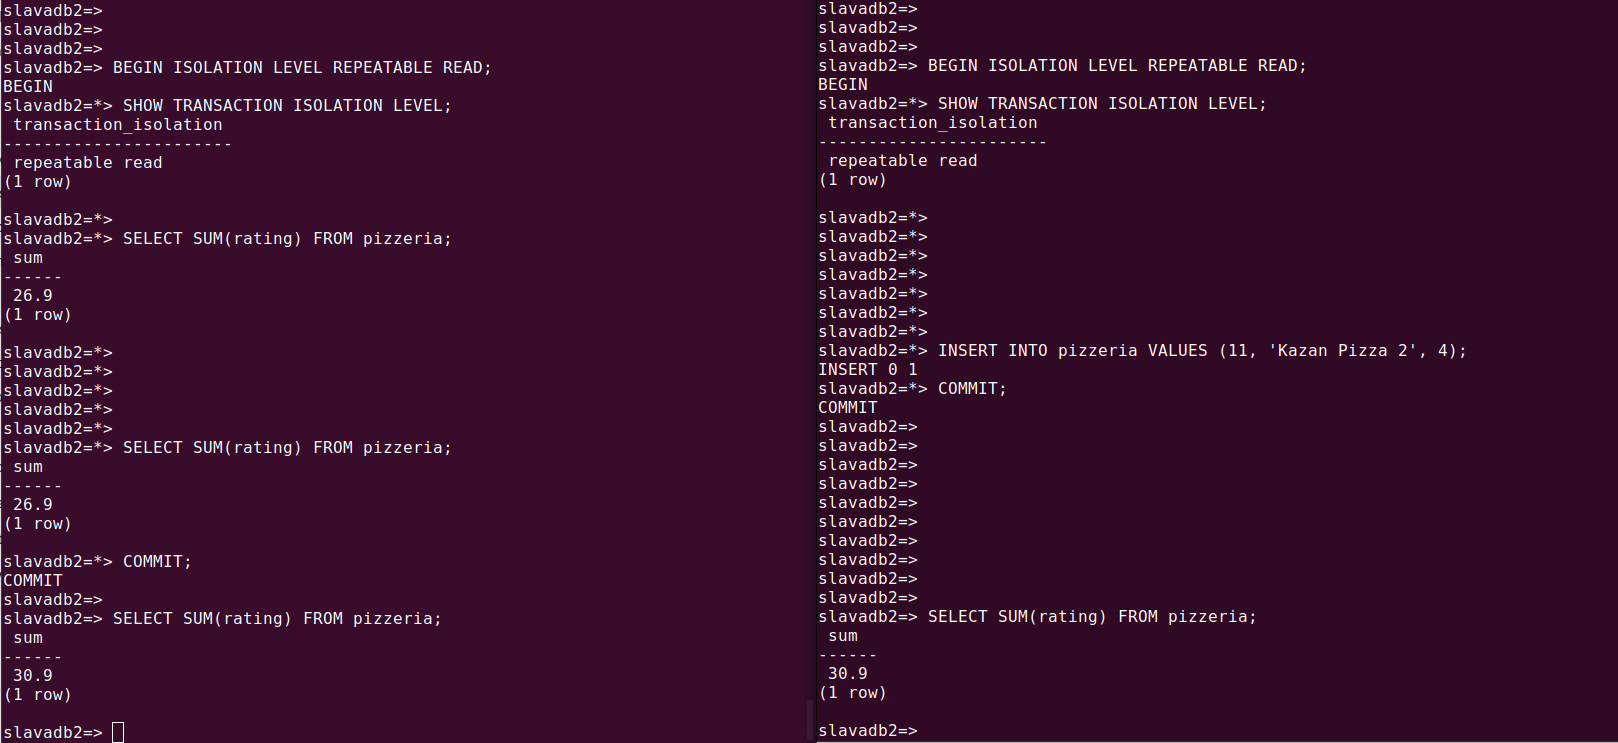 slavadb2=>
slavadb2=>
slavadb2=>
slavadb2=> BEGIN ISOLATION LEVEL REPEATABLE READ;
BEGIN
slavadb2=*> SHOW TRANSACTION ISOLATION LEVEL;
 transaction_isolation
-----------------------
 repeatable read
(1 row)

slavadb2=*>
slavadb2=*> SELECT SUM(rating) FROM pizzeria;
 sum
------
 26.9
(1 row)

slavadb2=*>
slavadb2=*>
slavadb2=*>
slavadb2=*>
slavadb2=*>
slavadb2=*> SELECT SUM(rating) FROM pizzeria;
 sum
------
 26.9
(1 row)

slavadb2=*> COMMIT;
COMMIT
slavadb2=>
slavadb2=> SELECT SUM(rating) FROM pizzeria;
 sum
------
 30.9
(1 row)

slavadb2=>
slavadb2=>
slavadb2=>
slavadb2=>
slavadb2=> BEGIN ISOLATION LEVEL REPEATABLE READ;
BEGIN
slavadb2=*> SHOW TRANSACTION ISOLATION LEVEL;
 transaction_isolation
-----------------------
 repeatable read
(1 row)

slavadb2=*>
slavadb2=*>
slavadb2=*>
slavadb2=*>
slavadb2=*>
slavadb2=*>
slavadb2=*>
slavadb2=*> INSERT INTO pizzeria VALUES (11, 'Kazan Pizza 2', 4);
INSERT 0 1
slavadb2=*> COMMIT;
COMMIT
slavadb2=>
slavadb2=>
slavadb2=>
slavadb2=>
slavadb2=>
slavadb2=>
slavadb2=>
slavadb2=>
slavadb2=>
slavadb2=>
slavadb2=> SELECT SUM(rating) FROM pizzeria;
 sum
------
 30.9
(1 row)

slavadb2=>